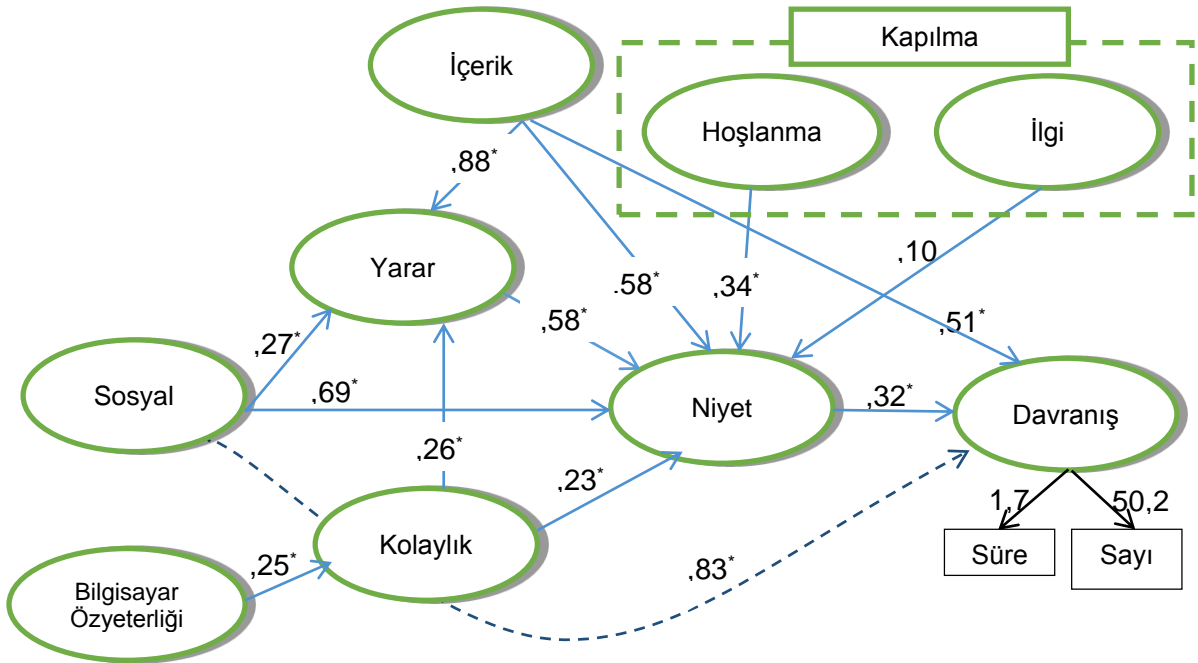 Kapılma
İçerik
Hoşlanma
İlgi
,88*
Yarar
,10
,58*
,34*
,58*
,51*
,27*
Sosyal
,69*
Niyet
,32*
Davranış
,26*
,23*
1,7
50,2
Kolaylık
Süre
Sayı
,25*
,83*
Bilgisayar
Özyeterliği